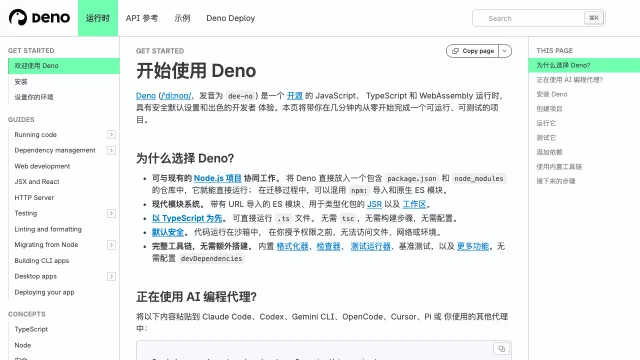 DENO
运行时
API 参考
示例
Deno Deploy
Search
⌘K
GET STARTED
欢迎使用 Deno
安装
设置你的环境
GUIDES
Running code
Dependency management
Web development
JSX and React
HTTP Server
Testing
Linting and formatting
Migrating from Node
Building CLI apps
Desktop apps
Deploying your app
CONCEPTS
TypeScript
Node
GET STARTED
Copy page
开始使用 Deno
Deno (/ˈdiːnoʊ/, 发音为 dee-no) 是一个 开源 的 JavaScript、 TypeScript 和 WebAssembly 运行时,
具有安全默认设置和出色的开发者 体验。本页将带你在几分钟内从零开始完成一个可运行、可测试的项
目。
为什么选择 Deno?
• 可与现有的 Node.js 项目 协同工作。 将 Deno 直接放入一个包含 package.json 和 node_modules
的仓库中，它就能直接运行; 在迁移过程中，可以混用 npm: 导入和原生 ES 模块。
• 现代模块系统。 带有 URL 导入的 ES 模块、用于类型化包的 JSR 以及 工作区。
• 以 TypeScript 为先。 可直接运行 .ts 文件。 无需 tsc，无需构建步骤，无需配置。
• 默认安全。 代码运行在沙箱中， 在你授予权限之前，无法访问文件、网络或环境。
• 完整工具链，无需额外搭建。 内置 格式化器、检查器、 测试运行器、基准测试，以及 更多功能。无
需配置 devDependencies
正在使用 AI 编程代理?
将以下内容粘贴到 Claude Code、Codex、Gemini CLI、OpenCode、Cursor、Pi 或 你使用的其他代理
中:
THIS PAGE
为什么选择 Deno?
正在使用 AI 编程代理?
安装 Deno
创建项目
运行它
测试它
添加依赖
使用内置工具链
接下来的步骤